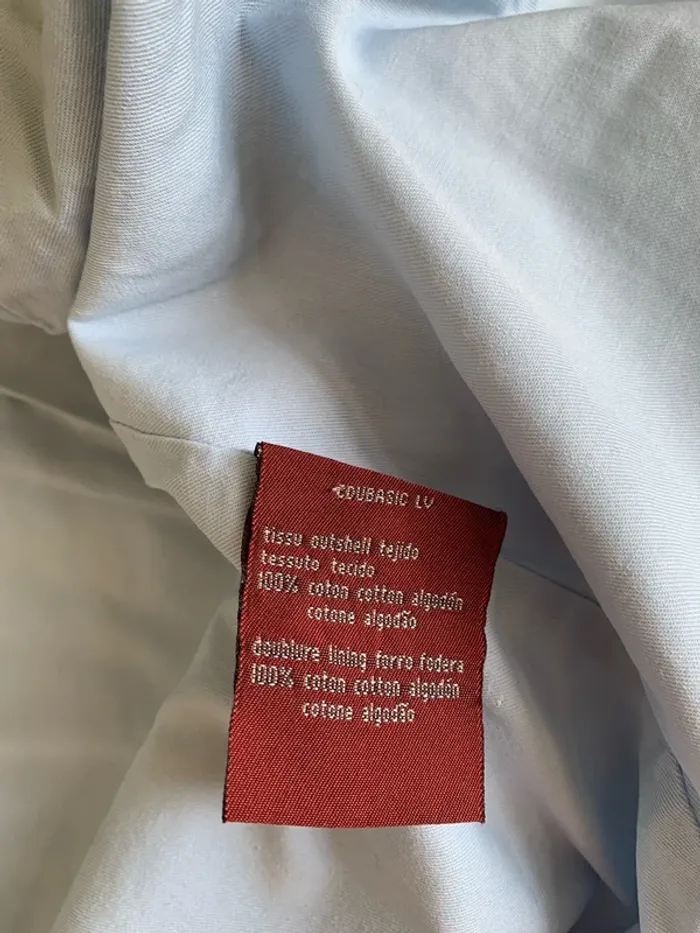 EDUBASIC LV
tissu outshell tejido
tessuto tecido
100% coton cotton algodón
cotone algodão
doublure lining forro fodera
100% coton cotton algodón
cotone algodão